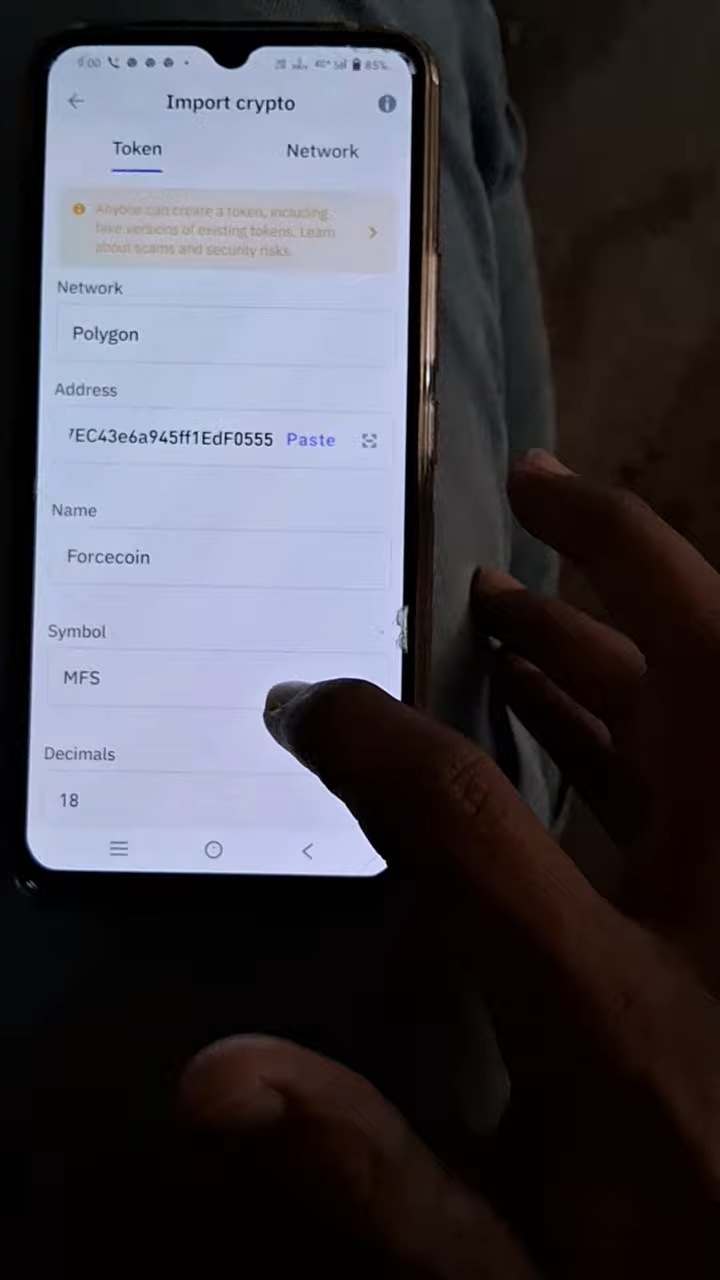 9:00
85%
Import crypto
Token Network
Anyone can create a token, including
fake versions of existing tokens. Learn
about scams and security risks.
Network
Polygon
Address
7EC43e6a945ff1EdF0555 Paste
Name
Forcecoin
Symbol
MFS
Decimals
18